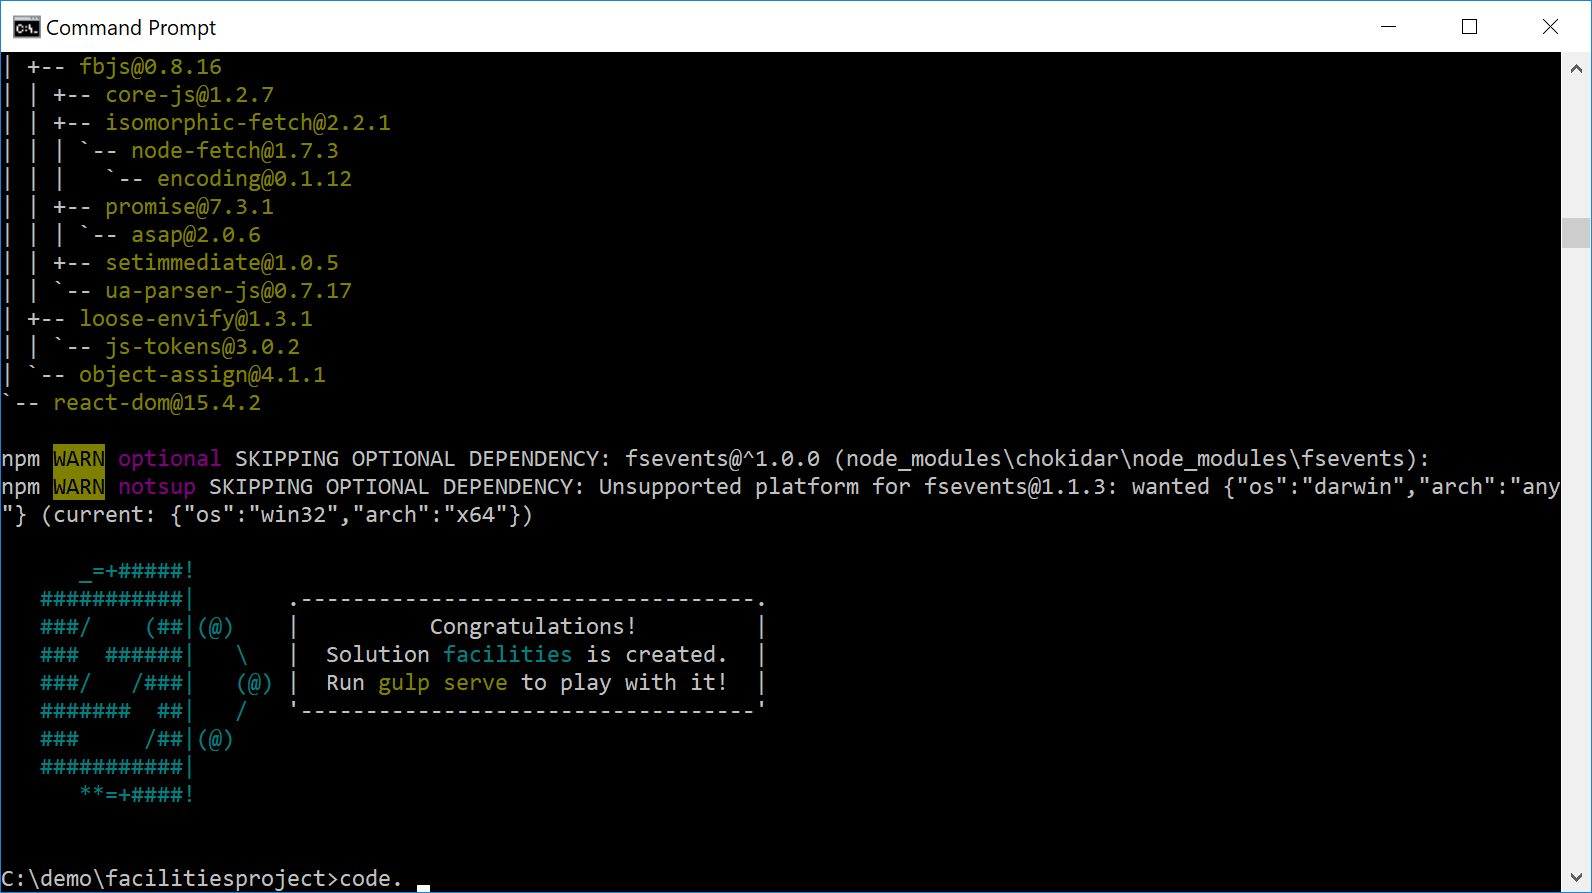 Command Prompt
| +-- fbjs@0.8.16
| | +-- core-js@1.2.7
| | +-- isomorphic-fetch@2.2.1
| | | `-- node-fetch@1.7.3
| | |   `-- encoding@0.1.12
| | +-- promise@7.3.1
| | | `-- asap@2.0.6
| | +-- setimmediate@1.0.5
| | `-- ua-parser-js@0.7.17
| +-- loose-envify@1.3.1
| | `-- js-tokens@3.0.2
| `-- object-assign@4.1.1
`-- react-dom@15.4.2
npm WARN optional SKIPPING OPTIONAL DEPENDENCY: fsevents@^1.0.0 (node_modules\chokidar\node_modules\fsevents):
npm WARN notsup SKIPPING OPTIONAL DEPENDENCY: Unsupported platform for fsevents@1.1.3: wanted {"os":"darwin","arch":"any
"} (current: {"os":"win32","arch":"x64"})
      _=+#####!
   ###########|       .-----------------------------------.
   ###/    (##|(@)    |          Congratulations!         |
   ###  ######|   \   |  Solution facilities is created.  |
   ###/   /###|   (@) |  Run gulp serve to play with it!  |
   #######  ##|   /   '-----------------------------------'
   ###     /##|(@)
   ###########|
      **=+####!
C:\demo\facilitiesproject>code.